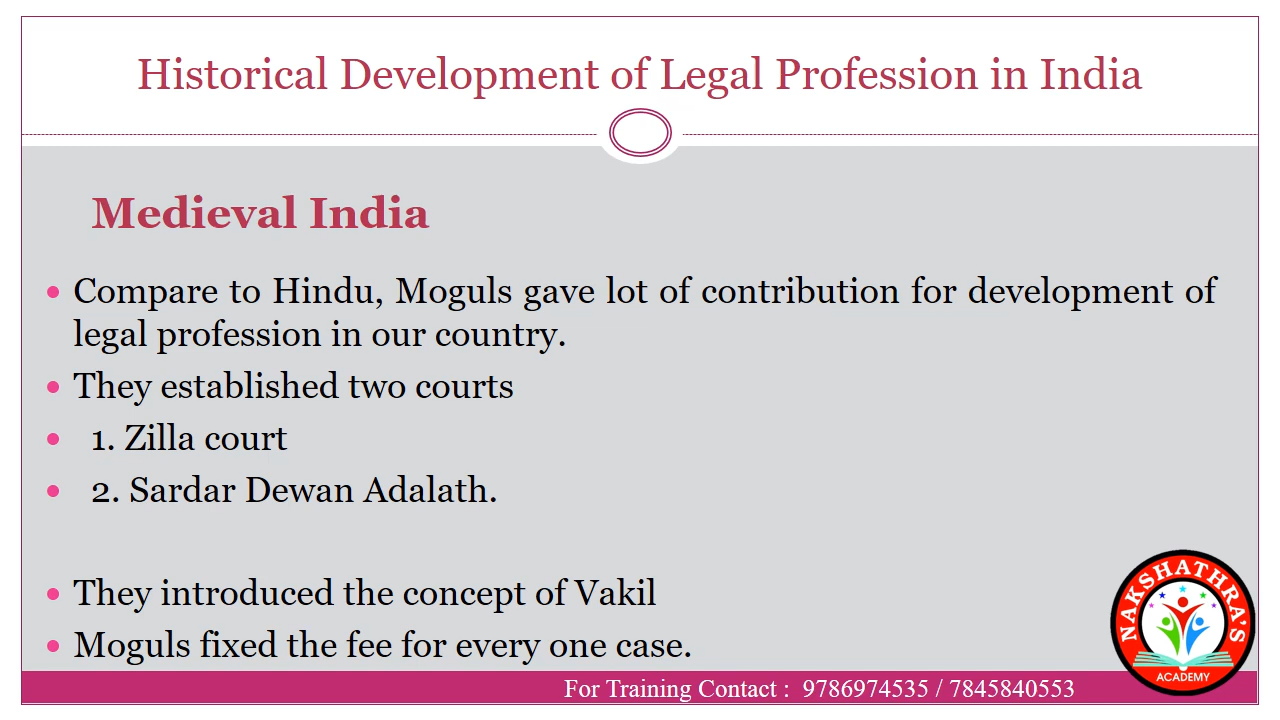 Historical Development of Legal Profession in India
Medieval India
• Compare to Hindu, Moguls gave lot of contribution for development of
legal profession in our country.
• They established two courts
• 1. Zilla court
• 2. Sardar Dewan Adalath.
• They introduced the concept of Vakil
• Moguls fixed the fee for every one case.
NAKSHATHRA'S
ACADEMY
For Training Contact : 9786974535 / 7845840553